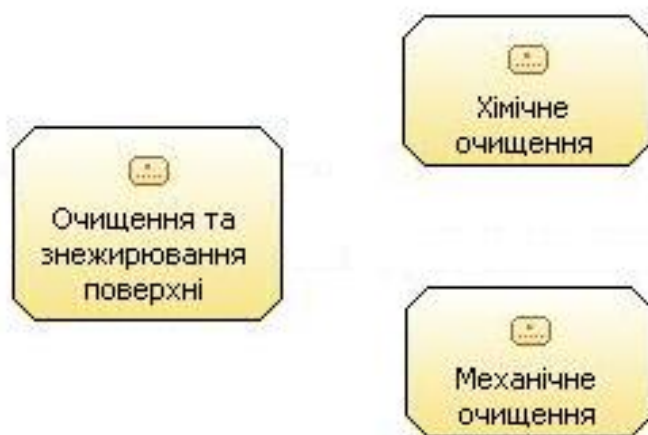 Очищення та
знежирювання
поверхні
Хімічне
очищення
Механічне
очищення